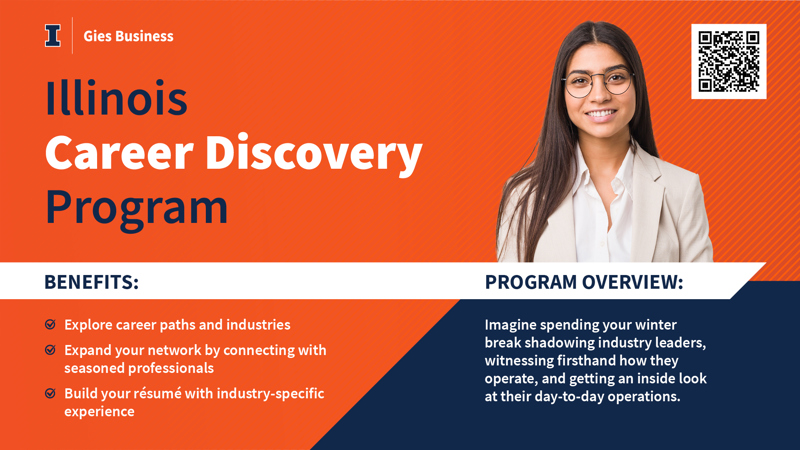 I
Gies Business
Illinois
Career Discovery
Program
BENEFITS:
Explore career paths and industries
Expand your network by connecting with
seasoned professionals
Build your résumé with industry-specific
experience
PROGRAM OVERVIEW:
Imagine spending your winter
break shadowing industry leaders,
witnessing firsthand how they
operate, and getting an inside look
at their day-to-day operations.